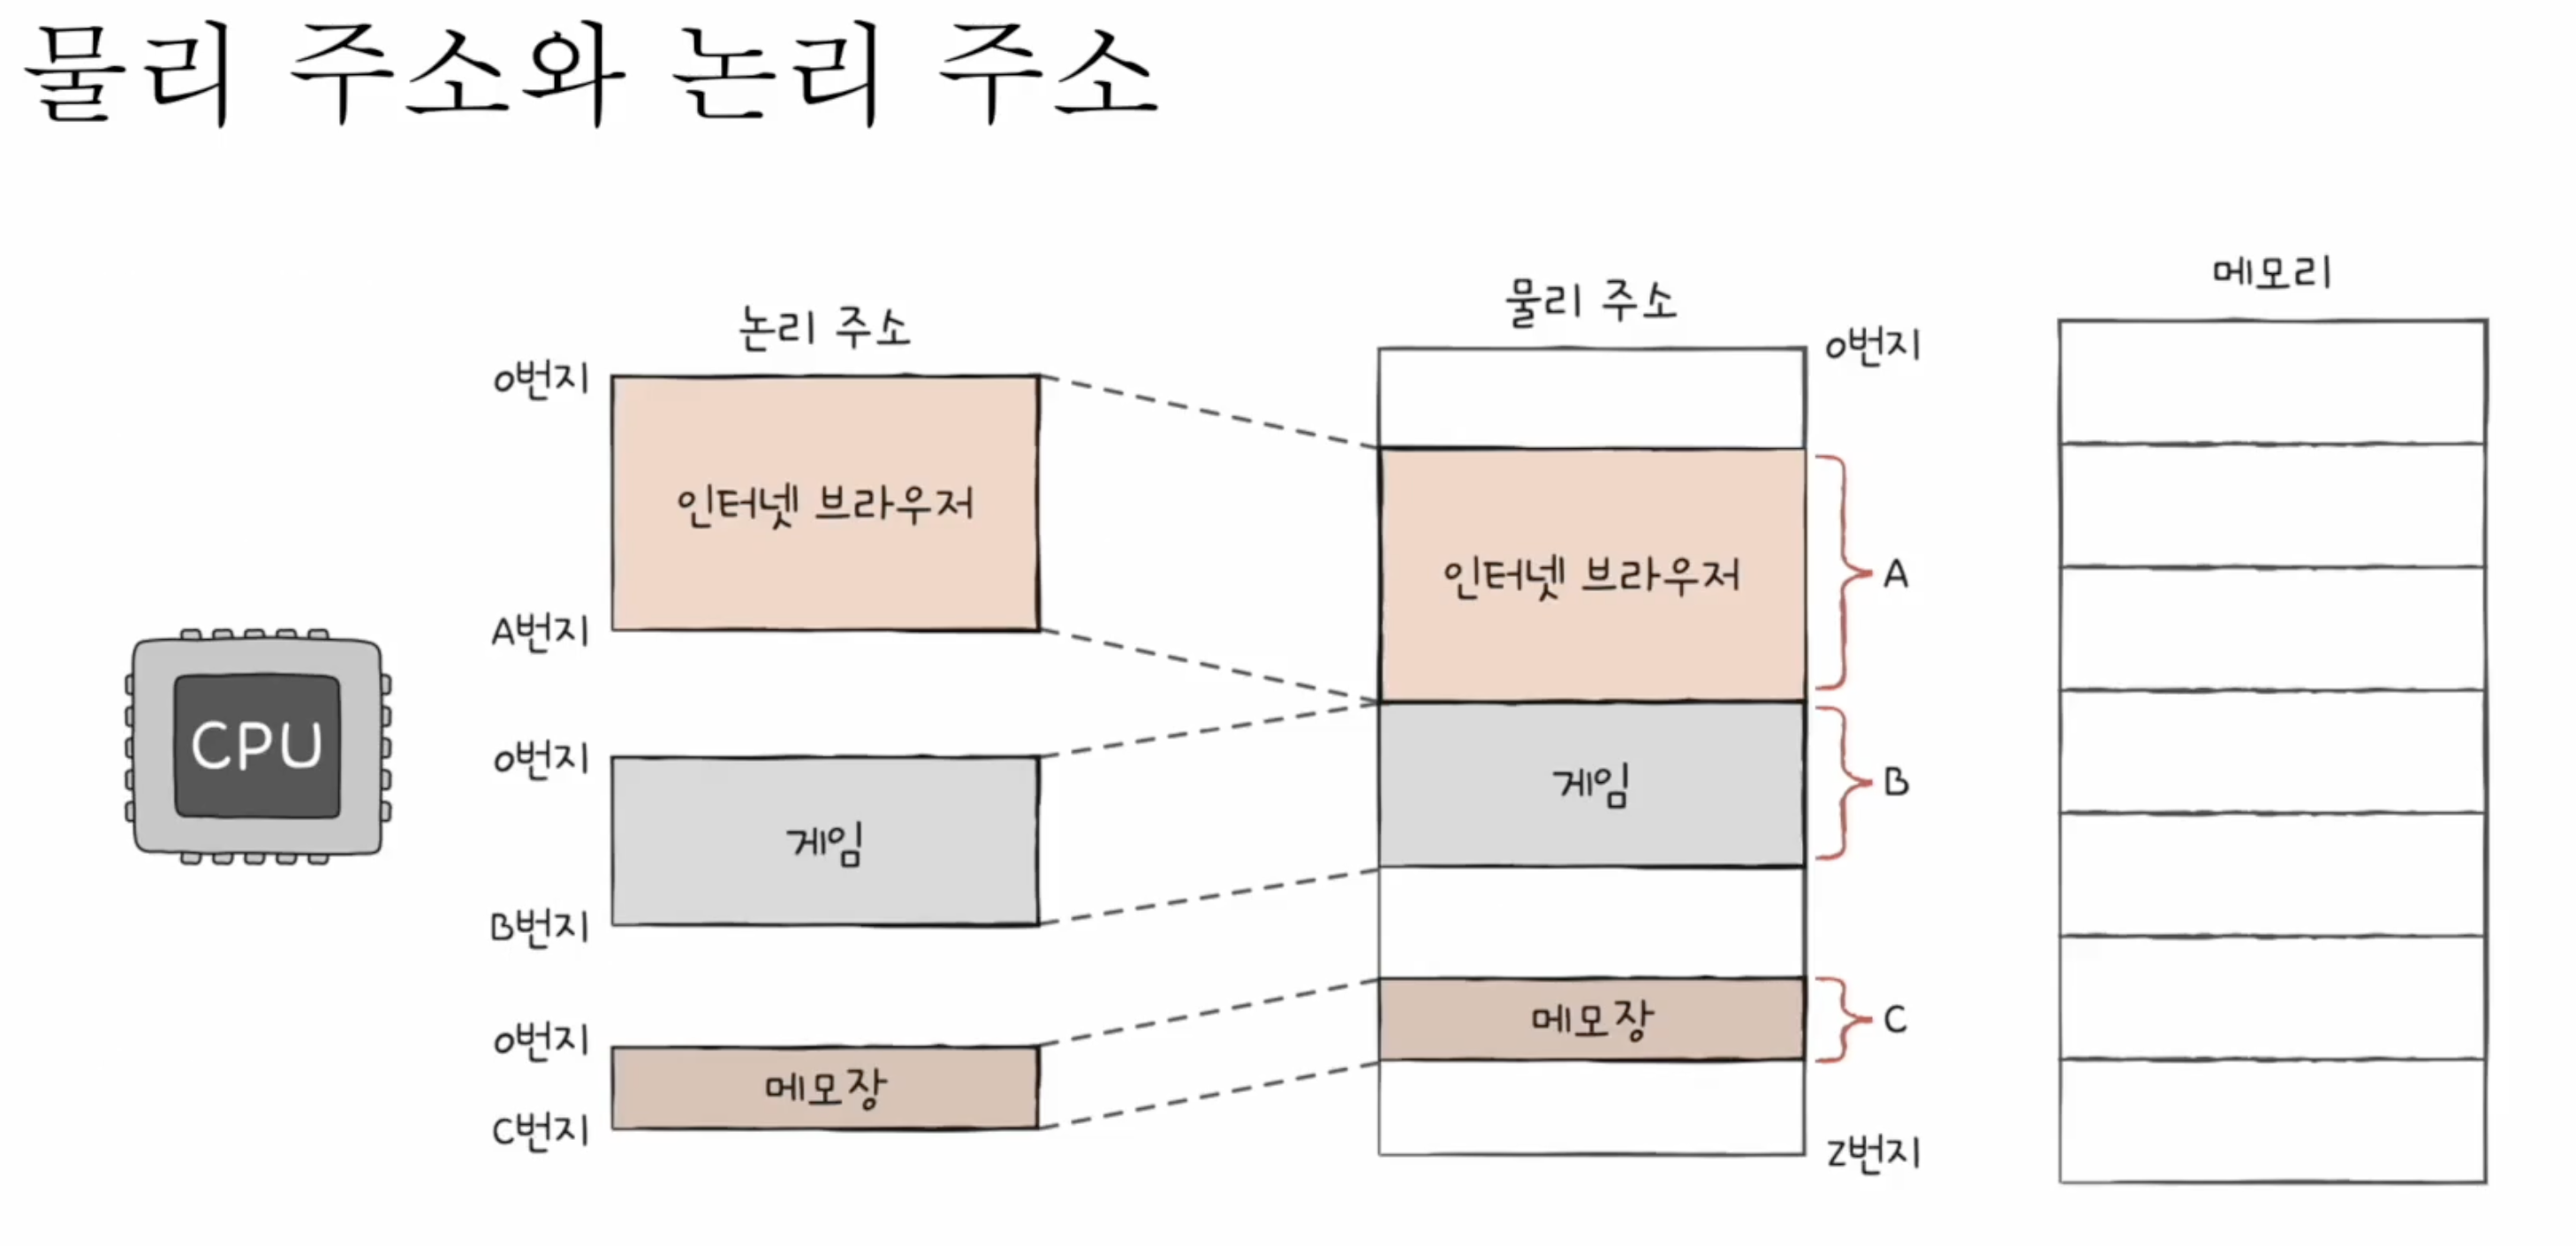 물리 주소와 논리 주소
메모리
물리 주소
논리 주소
0번지
0번지
인터넷 브라우저
인터넷 브라우저
A
A번지
CPU
0번지
게임
B
게임
B번지
메모장
C
0번지
메모장
C번지
Z번지